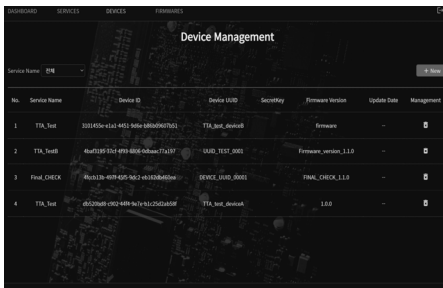 DASHBOARD SERVICES DEVICES FIRMWARES
Device Management
Service Name 전체
+ New
No. Service Name Device ID Device UUID SecretKey Firmware Version Update Date Management
1 TTA_Test TTA_test_deviceB firmware –
2 TTA_TestB UUID_TEST_0001 Firmware_version_1.1.0 –
3 Final_CHECK DEVICE_UUID_00001 FINAL_CHECK_1.1.0 –
4 TTA_Test TTA_test_deviceA 1.0.0 –